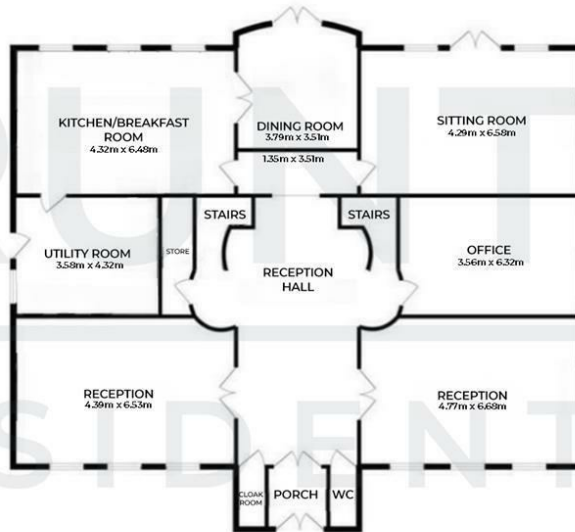 KITCHEN/BREAKFAST
ROOM
4.32m x 6.48m
DINING ROOM
3.79m x 3.51m
1.35m x 3.51m
SITTING ROOM
4.29m x 6.58m
STAIRS
STAIRS
UTILITY ROOM
3.58m x 4.32m
STORE
RECEPTION
HALL
OFFICE
3.56m x 6.32m
RECEPTION
4.39m x 6.53m
RECEPTION
4.77m x 6.68m
CLOAK
ROOM
PORCH
WC